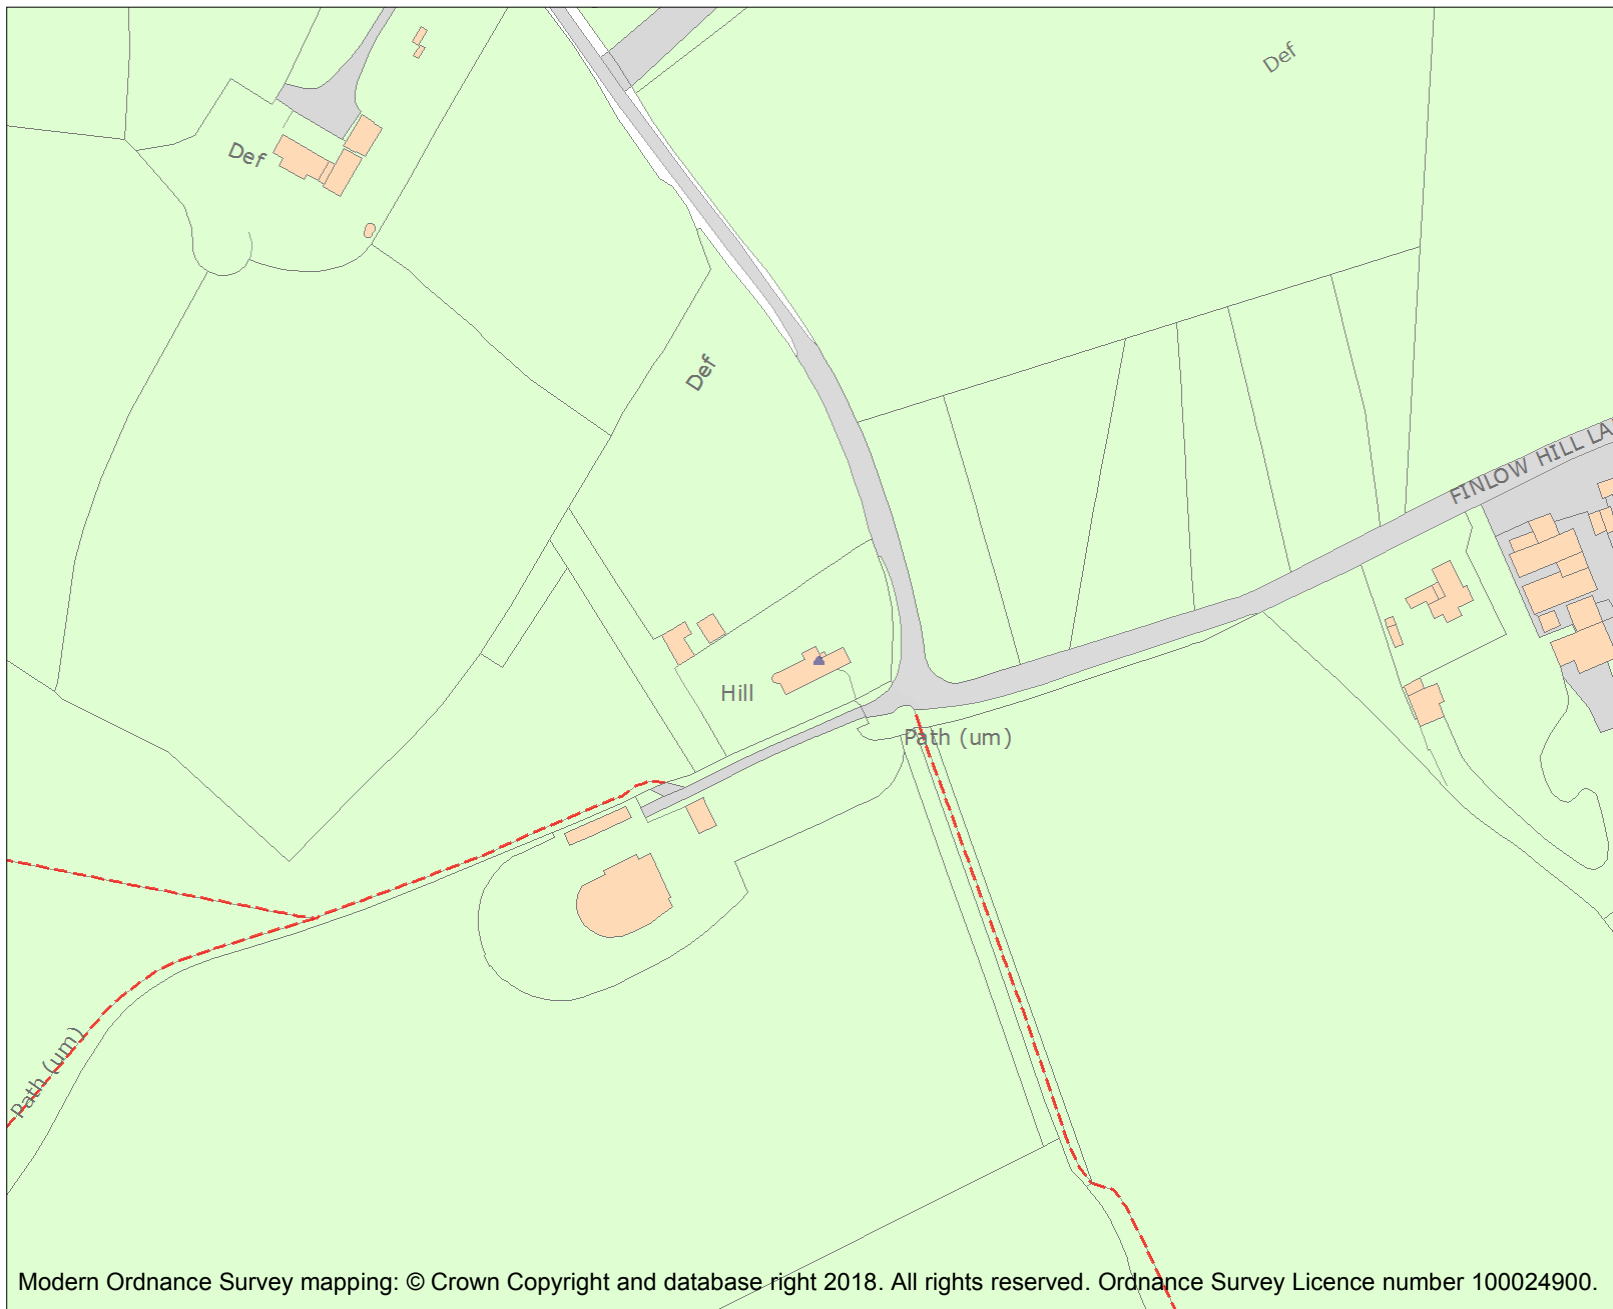 Def
Def
Def
FINLOW HILL LA
Hill
Path (um)
Path (um)
Modern Ordnance Survey mapping: © Crown Copyright and database right 2018. All rights reserved. Ordnance Survey Licence number 100024900.